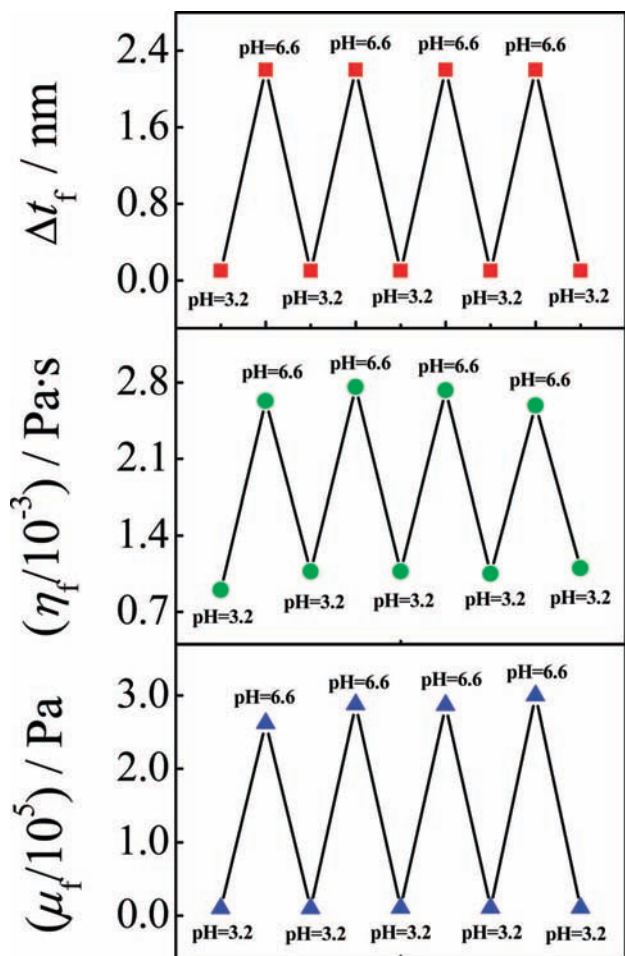 Δt_f / nm
2.4
1.6
0.8
0.0
pH=6.6 pH=6.6 pH=6.6 pH=6.6
pH=3.2 pH=3.2 pH=3.2 pH=3.2 pH=3.2
(η_f/10^-3) / Pa·s
2.8
2.1
1.4
0.7
pH=6.6 pH=6.6 pH=6.6 pH=6.6
pH=3.2 pH=3.2 pH=3.2 pH=3.2 pH=3.2
(μ_f/10^5) / Pa
3.0
2.0
1.0
0.0
pH=6.6 pH=6.6 pH=6.6 pH=6.6
pH=3.2 pH=3.2 pH=3.2 pH=3.2 pH=3.2